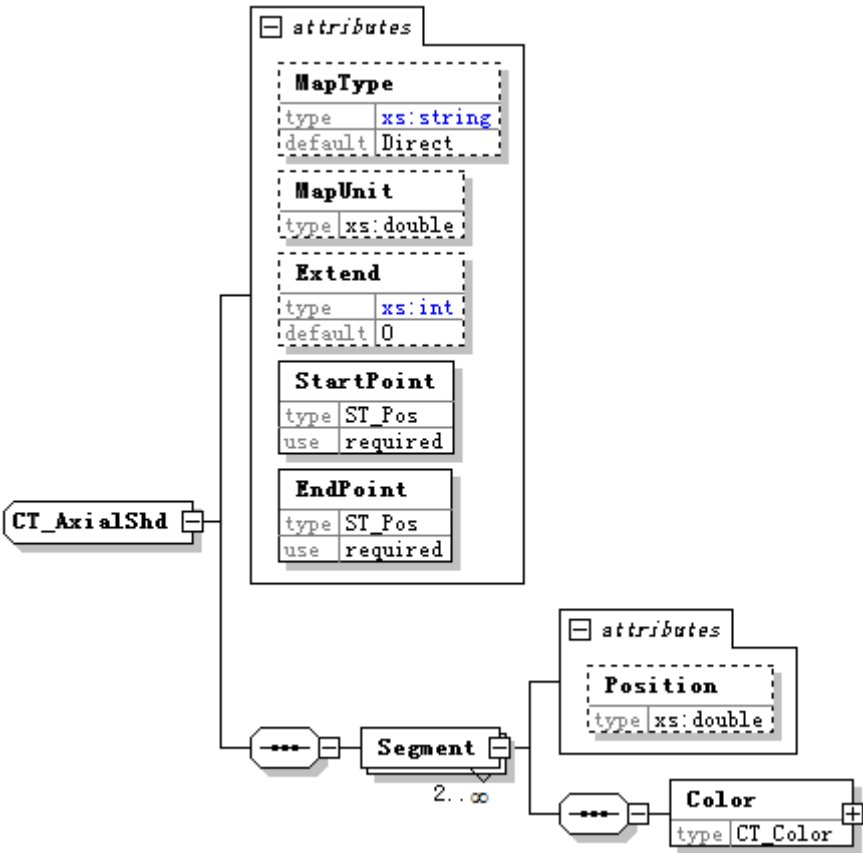 attributes
MapType
type xs:string
default Direct
MapUnit
type xs:double
Extend
type xs:int
default 0
StartPoint
type ST_Pos
use required
EndPoint
type ST_Pos
use required
CT_AxialShd
attributes
Position
type xs:double
Segment
2..∞
Color
type CT_Color